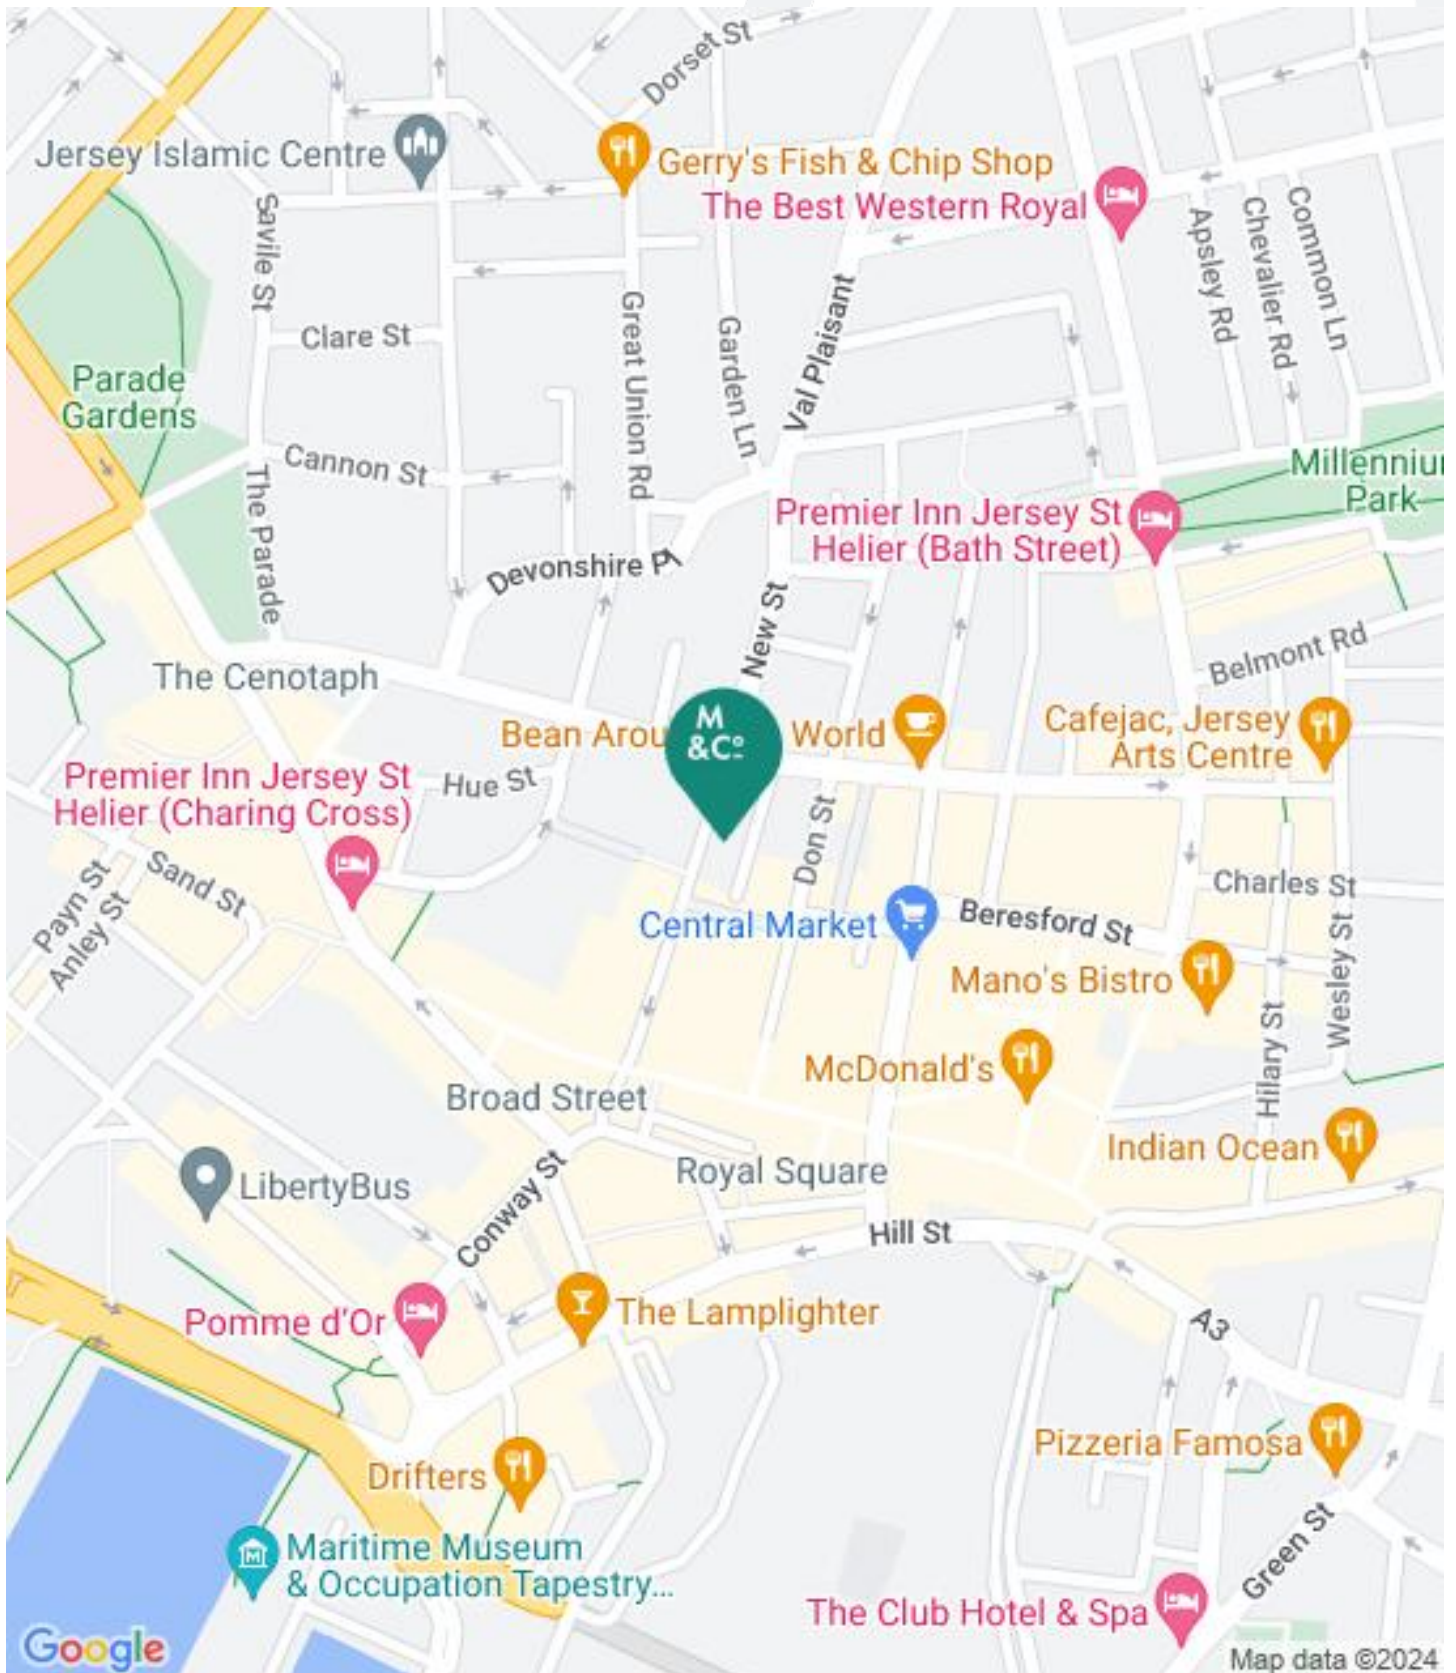 Dorset St
Jersey Islamic Centre
Gerry's Fish & Chip Shop
The Best Western Royal
Savile St
Apsley Rd
Chevalier Rd
Common Ln
Clare St
Great Union Rd
Garden Ln
Val Plaisant
Parade
Gardens
Cannon St
The Parade
Millenniu
Park
Premier Inn Jersey St
Helier (Bath Street)
Devonshire Pl
New St
Belmont Rd
The Cenotaph
M
&Co
Bean Arou
World
Cafejac, Jersey
Arts Centre
Premier Inn Jersey St
Helier (Charing Cross)
Hue St
Don St
Sand St
Payn St
Anley St
Charles St
Central Market
Beresford St
Mano's Bistro
Wesley St
St
Hilary St
McDonald's
Broad Street
Indian Ocean
Royal Square
LibertyBus
Conway St
Hill St
Pomme d'Or
The Lamplighter
A3
Pizzeria Famosa
Drifters
Green St
Maritime Museum
& Occupation Tapestry...
M
The Club Hotel & Spa
Google
Map data ©2024